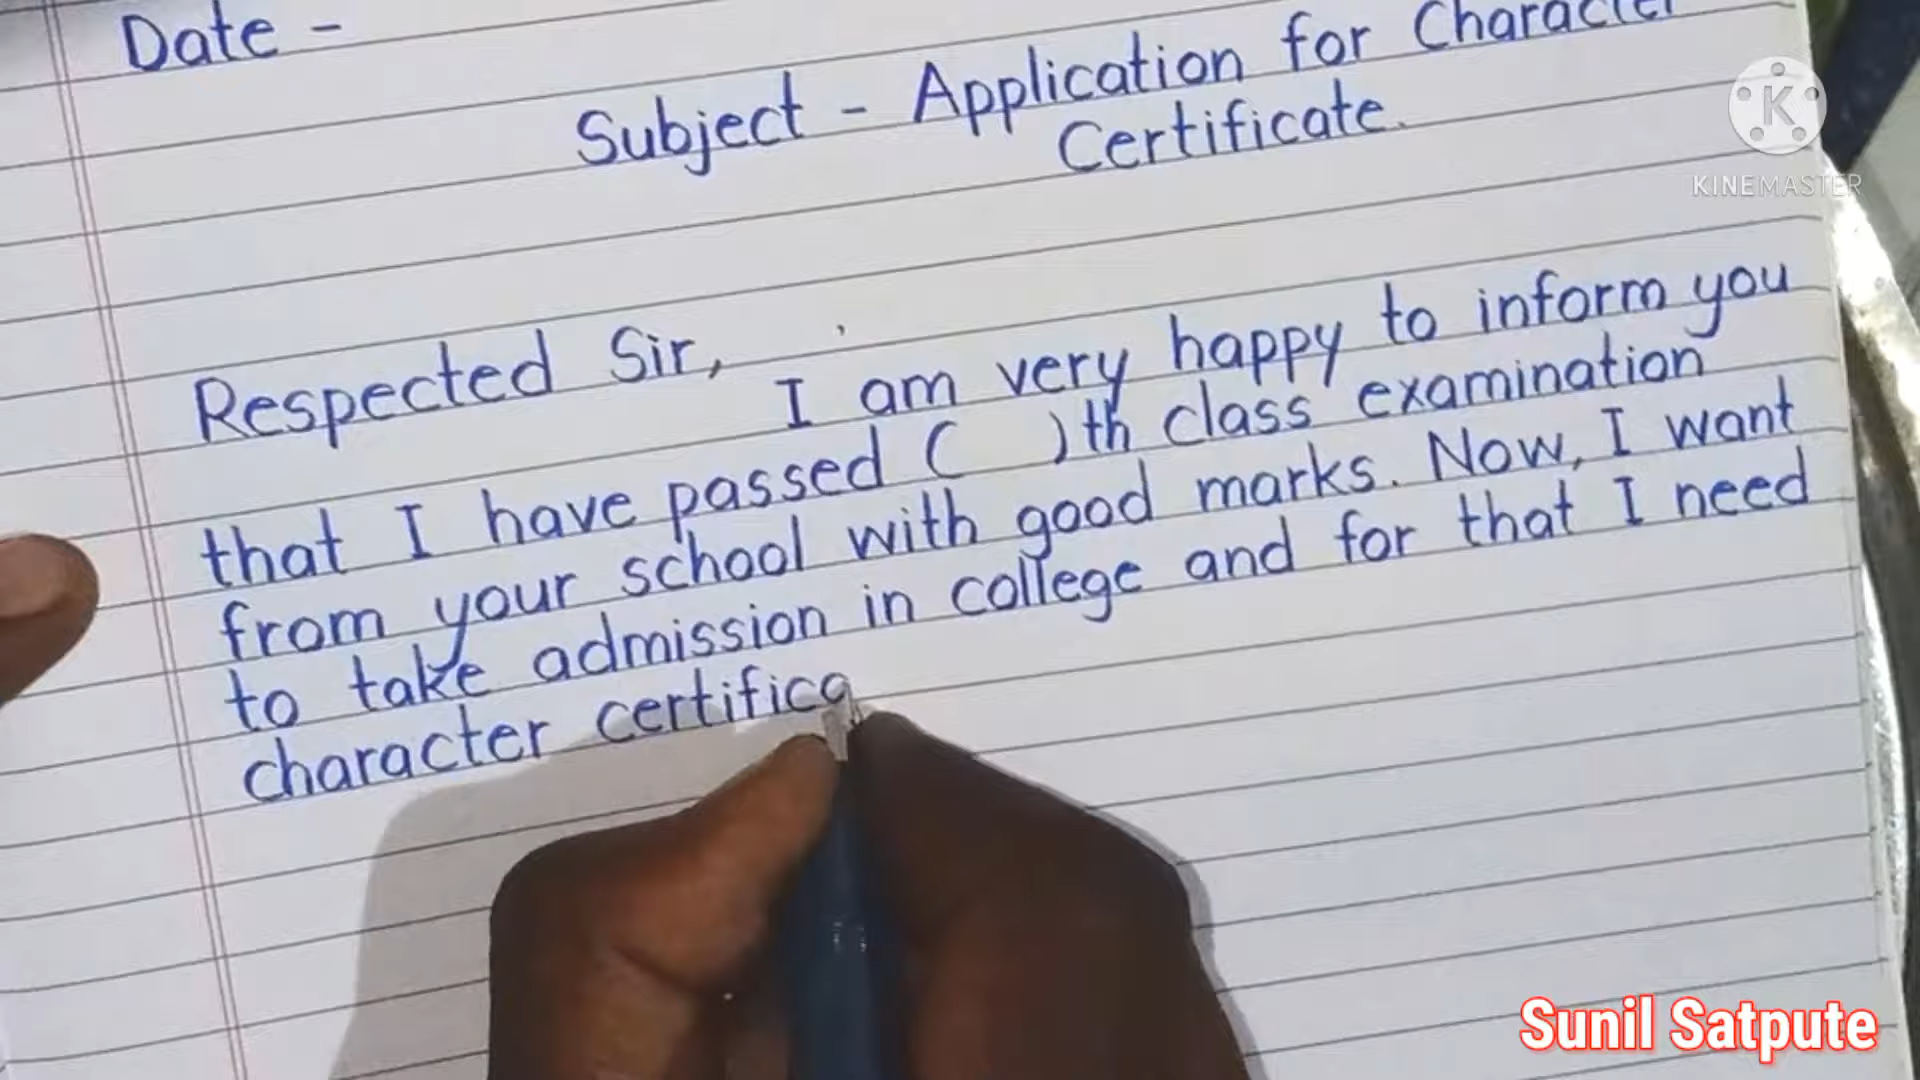 Date -
Subject - Application for Character
Certificate.
KINEMASTER
Respected Sir,
I am very happy to inform you
that I have passed ( )th class examination
from your school with good marks. Now, I want
to take admission in college and for that I need
character certifica
Sunil Satpute